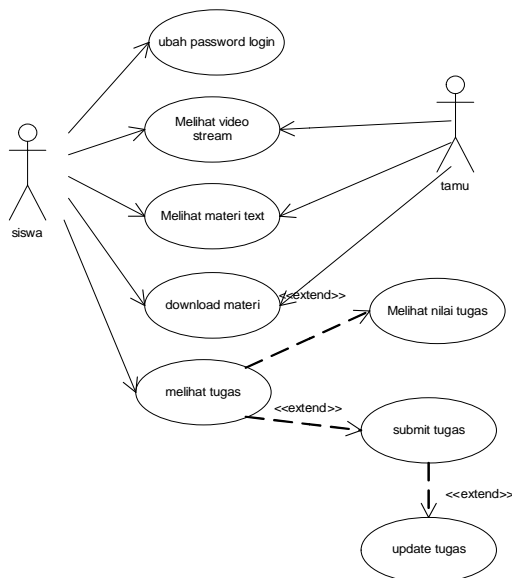 ubah password login
Melihat video
stream
siswa
tamu
Melihat materi text
download materi
<<extend>>
Melihat nilai tugas
melihat tugas
<<extend>>
submit tugas
<<extend>>
update tugas